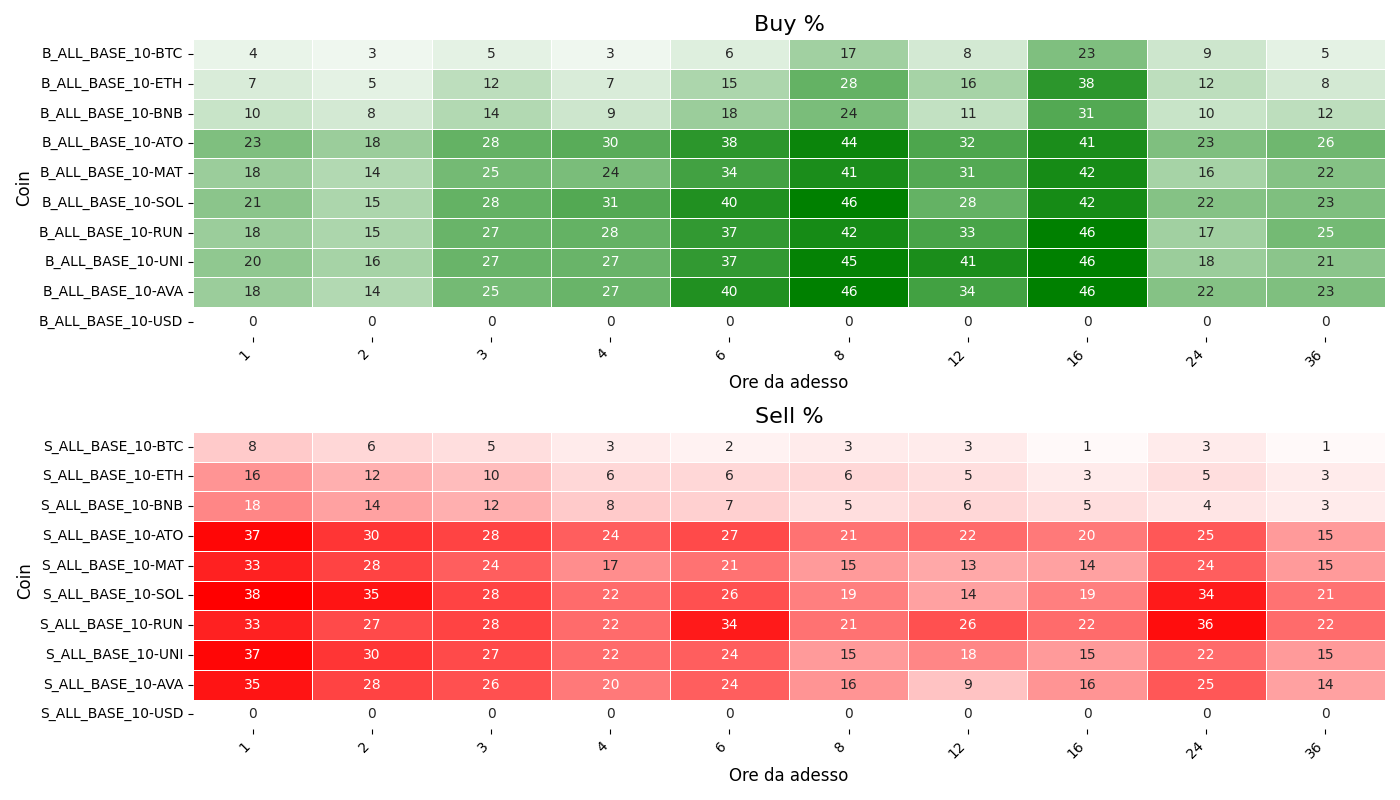 Buy %
Coin
B_ALL_BASE_10-BTC 4 3 5 3 6 17 8 23 9 5
B_ALL_BASE_10-ETH 7 5 12 7 15 28 16 38 12 8
B_ALL_BASE_10-BNB 10 8 14 9 18 24 11 31 10 12
B_ALL_BASE_10-ATO 23 18 28 30 38 44 32 41 23 26
B_ALL_BASE_10-MAT 18 14 25 24 34 41 31 42 16 22
B_ALL_BASE_10-SOL 21 15 28 31 40 46 28 42 22 23
B_ALL_BASE_10-RUN 18 15 27 28 37 42 33 46 17 25
B_ALL_BASE_10-UNI 20 16 27 27 37 45 41 46 18 21
B_ALL_BASE_10-AVA 18 14 25 27 40 46 34 46 22 23
B_ALL_BASE_10-USD 0 0 0 0 0 0 0 0 0 0
1 2 3 4 6 8 12 16 24 36
Ore da adesso
Sell %
Coin
S_ALL_BASE_10-BTC 8 6 5 3 2 3 3 1 3 1
S_ALL_BASE_10-ETH 16 12 10 6 6 6 5 3 5 3
S_ALL_BASE_10-BNB 18 14 12 8 7 5 6 5 4 3
S_ALL_BASE_10-ATO 37 30 28 24 27 21 22 20 25 15
S_ALL_BASE_10-MAT 33 28 24 17 21 15 13 14 24 15
S_ALL_BASE_10-SOL 38 35 28 22 26 19 14 19 34 21
S_ALL_BASE_10-RUN 33 27 28 22 34 21 26 22 36 22
S_ALL_BASE_10-UNI 37 30 27 22 24 15 18 15 22 15
S_ALL_BASE_10-AVA 35 28 26 20 24 16 9 16 25 14
S_ALL_BASE_10-USD 0 0 0 0 0 0 0 0 0 0
1 2 3 4 6 8 12 16 24 36
Ore da adesso